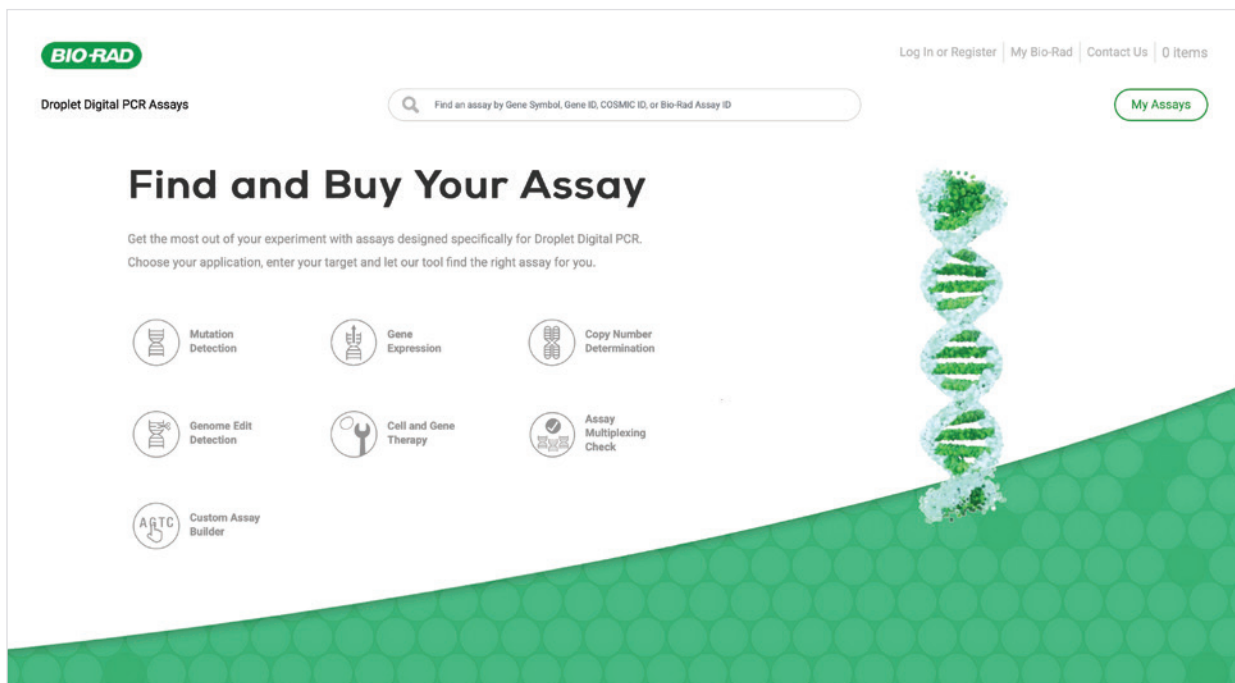 BIO-RAD
Log In or Register
My Bio-Rad
Contact Us
0 items
Droplet Digital PCR Assays
Find an assay by Gene Symbol, Gene ID, COSMIC ID, or Bio-Rad Assay ID
My Assays
Find and Buy Your Assay
Get the most out of your experiment with assays designed specifically for Droplet Digital PCR.
Choose your application, enter your target and let our tool find the right assay for you.
Mutation
Detection
Gene
Expression
Copy Number
Determination
Genome Edit
Detection
Cell and Gene
Therapy
Assay
Multiplexing
Check
AGTC
Custom Assay
Builder